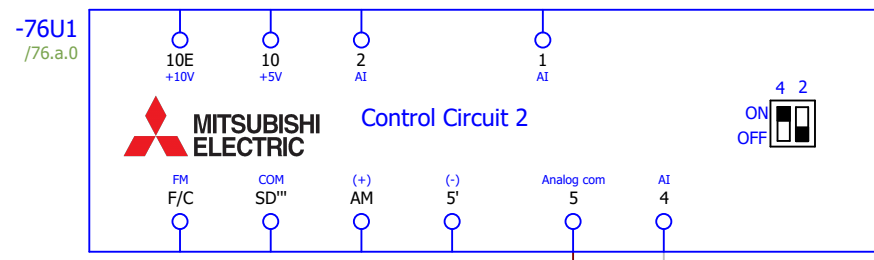 -76U1
/76.a.0
10E
+10V
10
+5V
2
AI
1
AI
MITSUBISHI
ELECTRIC
Control Circuit 2
4 2
ON
OFF
FM
F/C
COM
SD'''
(+)
AM
(-)
5'
Analog com
5
AI
4